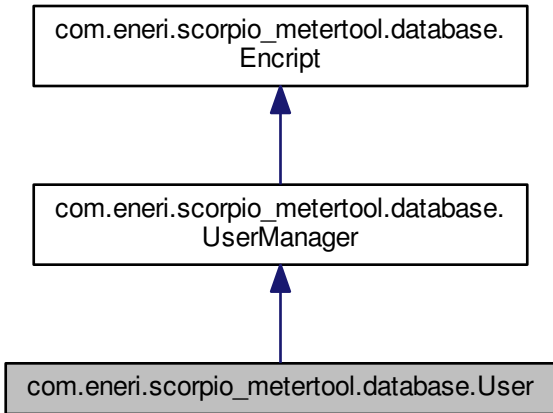 com.eneri.scorpio_metertool.database.
Encript
com.eneri.scorpio_metertool.database.
UserManager
com.eneri.scorpio_metertool.database.User